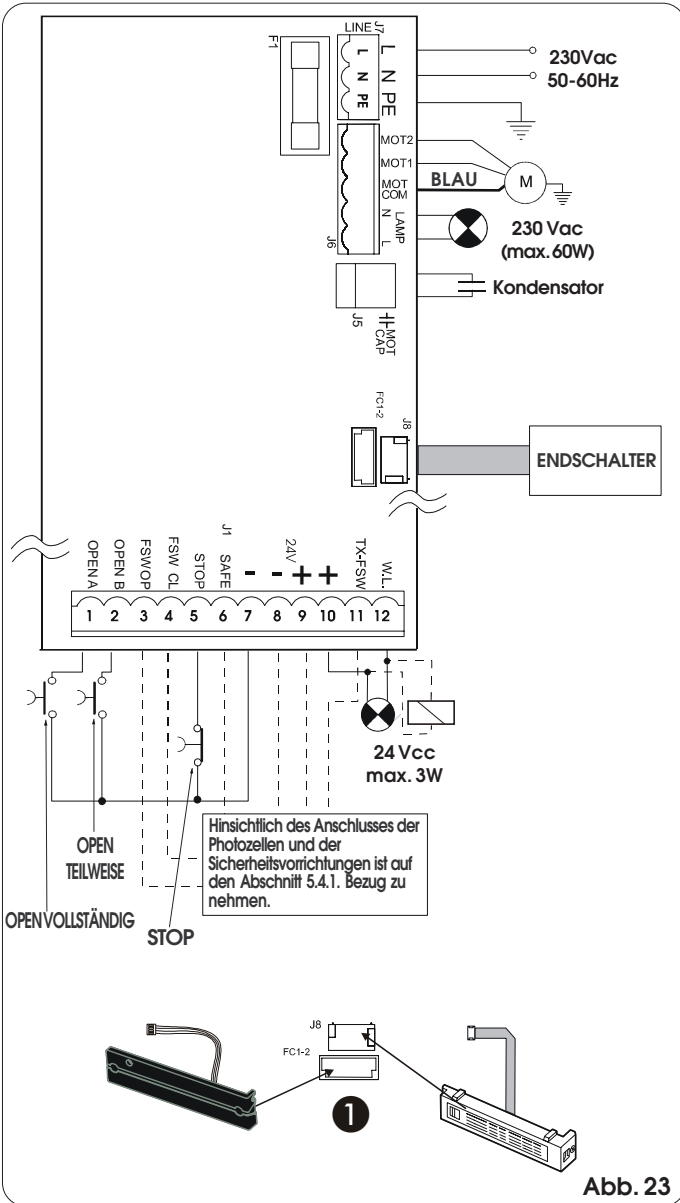 LINE J7
F1
L
N
PE
L
N
PE
230Vac
50-60Hz
MOT2
MOT1
MOT
COM
BLAU
M
N
L
LAMP
J6
230 Vac
(max. 60W)
J5
MOT
CAP
Kondensator
FC1-2
J8
ENDSCHALTER
OPEN A
OPEN B
FSWOP
FSW CL
STOP
J1
SAFE
-
-
24V
+
+
TX-FSW
W.L.
1 2 3 4 5 6 7 8 9 10 11 12
24 Vcc
max. 3W
Hinsichtlich des Anschlusses der
Photozellen und der
Sicherheitsvorrichtungen ist auf
den Abschnitt 5.4.1. Bezug zu
nehmen.
OPEN
TEILWEISE
OPEN VOLLSTÄNDIG
STOP
J8
FC1-2
1
Abb. 23